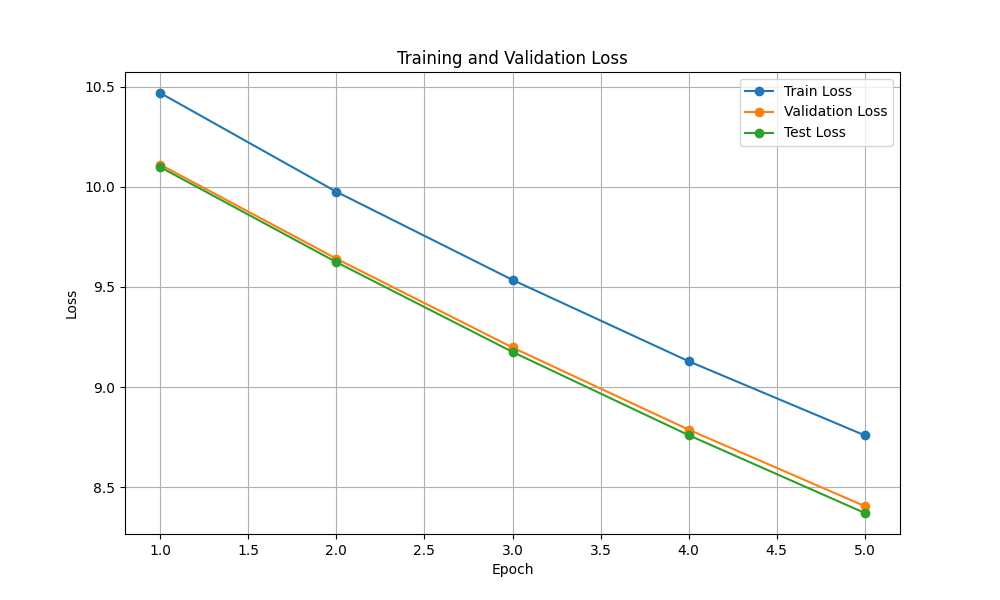 Training and Validation Loss
Train Loss
Validation Loss
Test Loss
Loss
10.5
10.0
9.5
9.0
8.5
1.0 1.5 2.0 2.5 3.0 3.5 4.0 4.5 5.0
Epoch